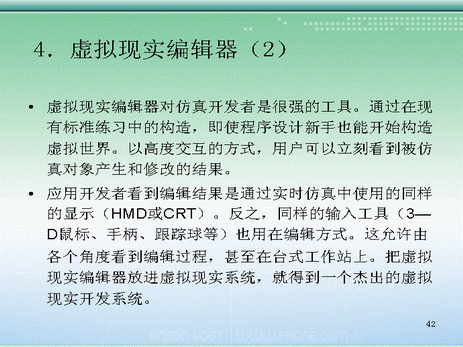 4．虚拟现实编辑器（2）
• 虚拟现实编辑器对仿真开发者是很强的工具。通过在现
有标准练习中的构造，即使程序设计新手也能开始构造
虚拟世界。以高度交互的方式，用户可以立刻看到被仿
真对象产生和修改的结果。
• 应用开发者看到编辑结果是通过实时仿真中使用的同样
的显示（HMD或CRT）。反之，同样的输入工具（3—
D鼠标、手柄、跟踪球等）也用在编辑方式。这允许由
各个角度看到编辑过程，甚至在台式工作站上。把虚拟
现实编辑器放进虚拟现实系统，就得到一个杰出的虚拟
现实开发系统。
42